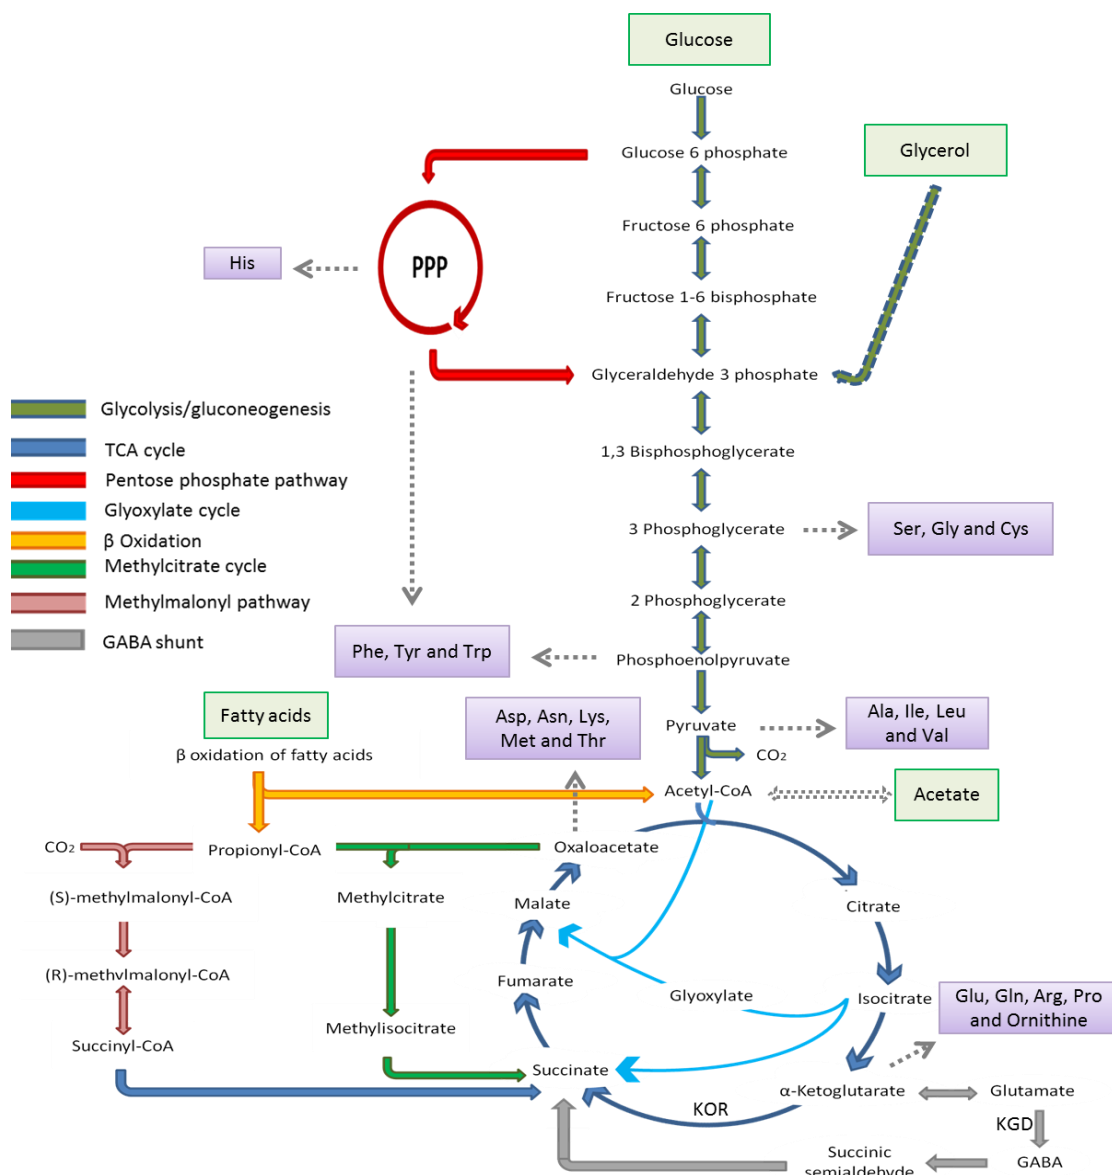 Glucose
Glucose
Glucose 6 phosphate
Glycerol
Fructose 6 phosphate
His
PPP
Fructose 1-6 bisphosphate
Glyceraldehyde 3 phosphate
Glycolysis/gluconeogenesis
TCA cycle
Pentose phosphate pathway
Glyoxylate cycle
β Oxidation
Methylcitrate cycle
Methylmalonyl pathway
GABA shunt
1,3 Bisphosphoglycerate
3 Phosphoglycerate
Ser, Gly and Cys
2 Phosphoglycerate
Phe, Tyr and Trp
Phosphoenolpyruvate
Fatty acids
β oxidation of fatty acids
Asp, Asn, Lys,
Met and Thr
Pyruvate
Ala, Ile, Leu
and Val
CO₂
Acetyl-CoA
Acetate
CO₂
Propionyl-CoA
Oxaloacetate
(S)-methylmalonyl-CoA
Methylcitrate
Malate
Citrate
(R)-methylmalonyl-CoA
Fumarate
Glyoxylate
Isocitrate
Glu, Gln, Arg, Pro
and Ornithine
Methylisocitrate
Succinyl-CoA
Succinate
α-Ketoglutarate
Glutamate
KOR
KGD
Succinic
semialdehyde
GABA